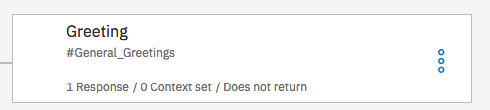 Greeting
#General_Greetings
1 Response / 0 Context set / Does not return